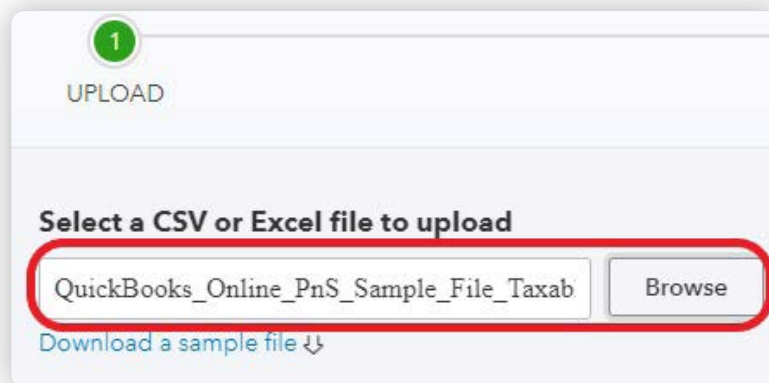 1
UPLOAD
Select a CSV or Excel file to upload
QuickBooks_Online_PnS_Sample_File_Taxab Browse
Download a sample file